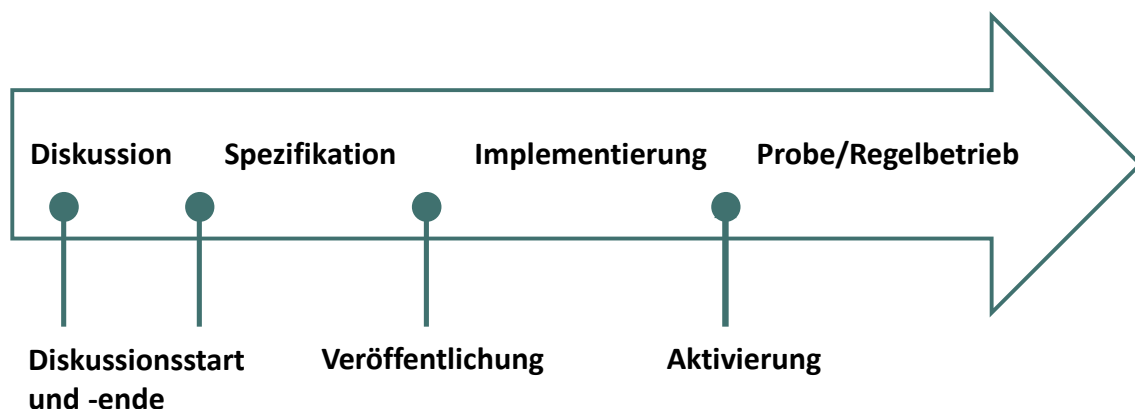 Diskussion Spezifikation Implementierung Probe/Regelbetrieb
Diskussionsstart Veröffentlichung Aktivierung
und -ende